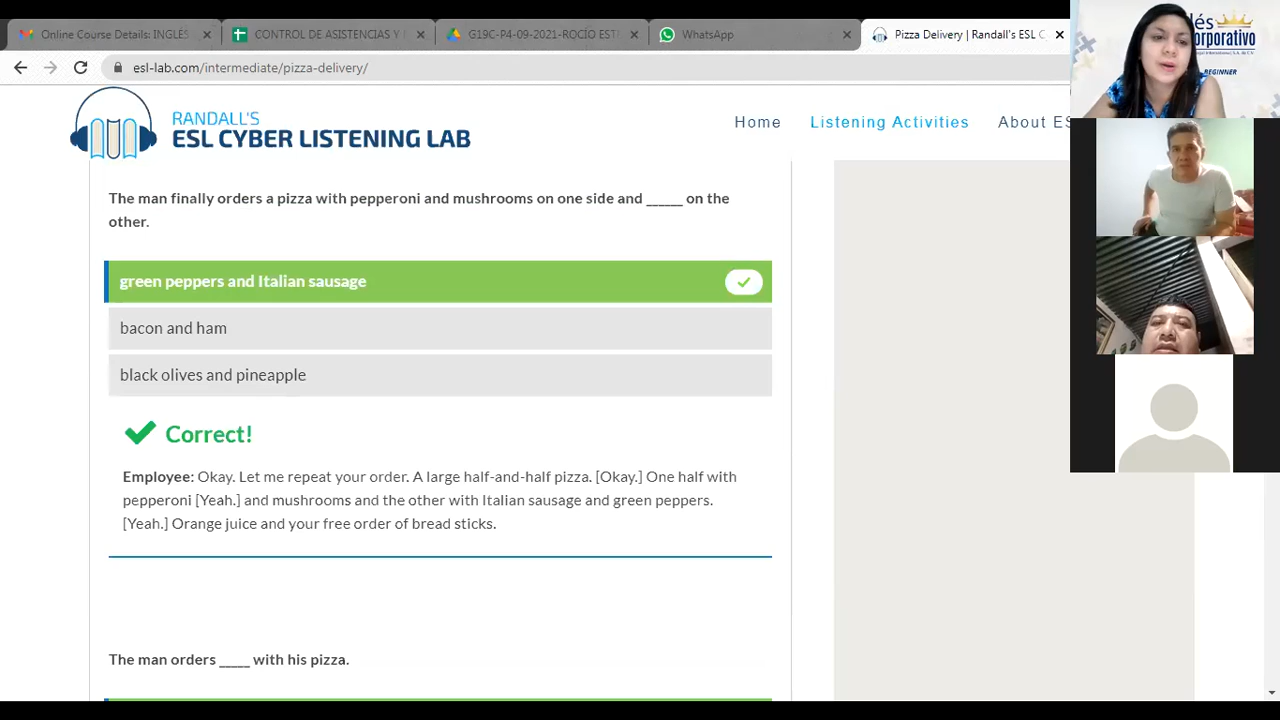 Online Course Details: INGLÉS
CONTROL DE ASISTENCIAS Y
G19C-P4-09-2021-ROCÍO EST
WhatsApp
Pizza Delivery | Randall's ESL C
esl-lab.com/intermediate/pizza-delivery/
RANDALL'S
ESL CYBER LISTENING LAB
Home
Listening Activities
About ES
The man finally orders a pizza with pepperoni and mushrooms on one side and ______ on the
other.
green peppers and Italian sausage
bacon and ham
black olives and pineapple
Correct!
Employee: Okay. Let me repeat your order. A large half-and-half pizza. [Okay.] One half with
pepperoni [Yeah.] and mushrooms and the other with Italian sausage and green peppers.
[Yeah.] Orange juice and your free order of bread sticks.
The man orders _____ with his pizza.
lés
orporativo
BEGINNER